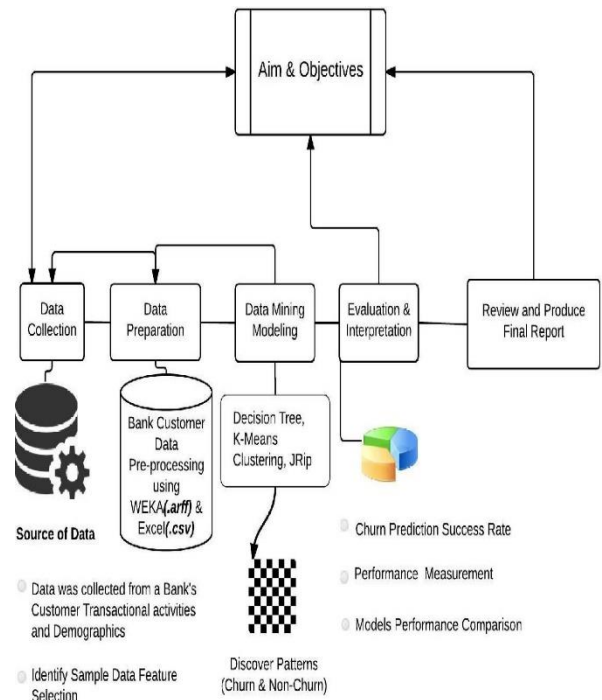 Aim & Objectives
Data
Collection
Data
Preparation
Data Mining
Modeling
Evaluation &
Interpretation
Review and Produce
Final Report
Bank Customer
Data
Pre-processing
using
WEKA(.arff) &
Excel(.csv)
Decision Tree,
K-Means
Clustering, JRip
Source of Data
Data was collected from a Bank's
Customer Transactional activities
and Demographics
Identify Sample Data Feature
Selection
Discover Patterns
(Churn & Non-Churn)
Churn Prediction Success Rate
Performance Measurement
Models Performance Comparison